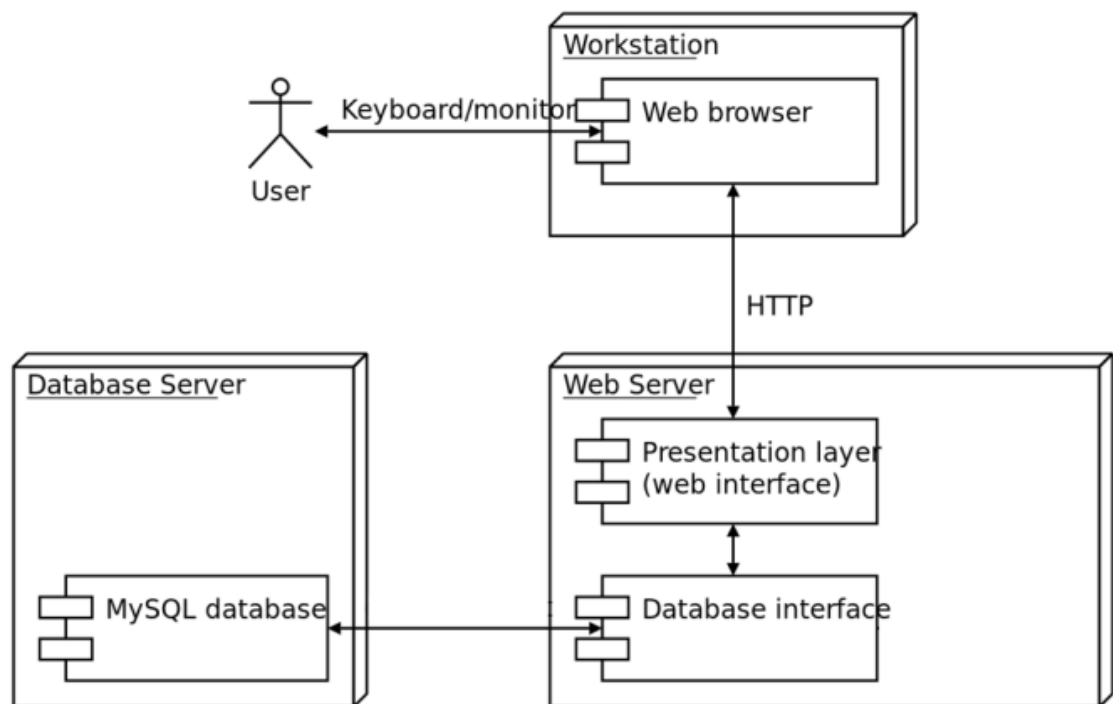 Workstation
Keyboard/monitor
Web browser
User
HTTP
Database Server
Web Server
Presentation layer
(web interface)
MySQL database
Database interface